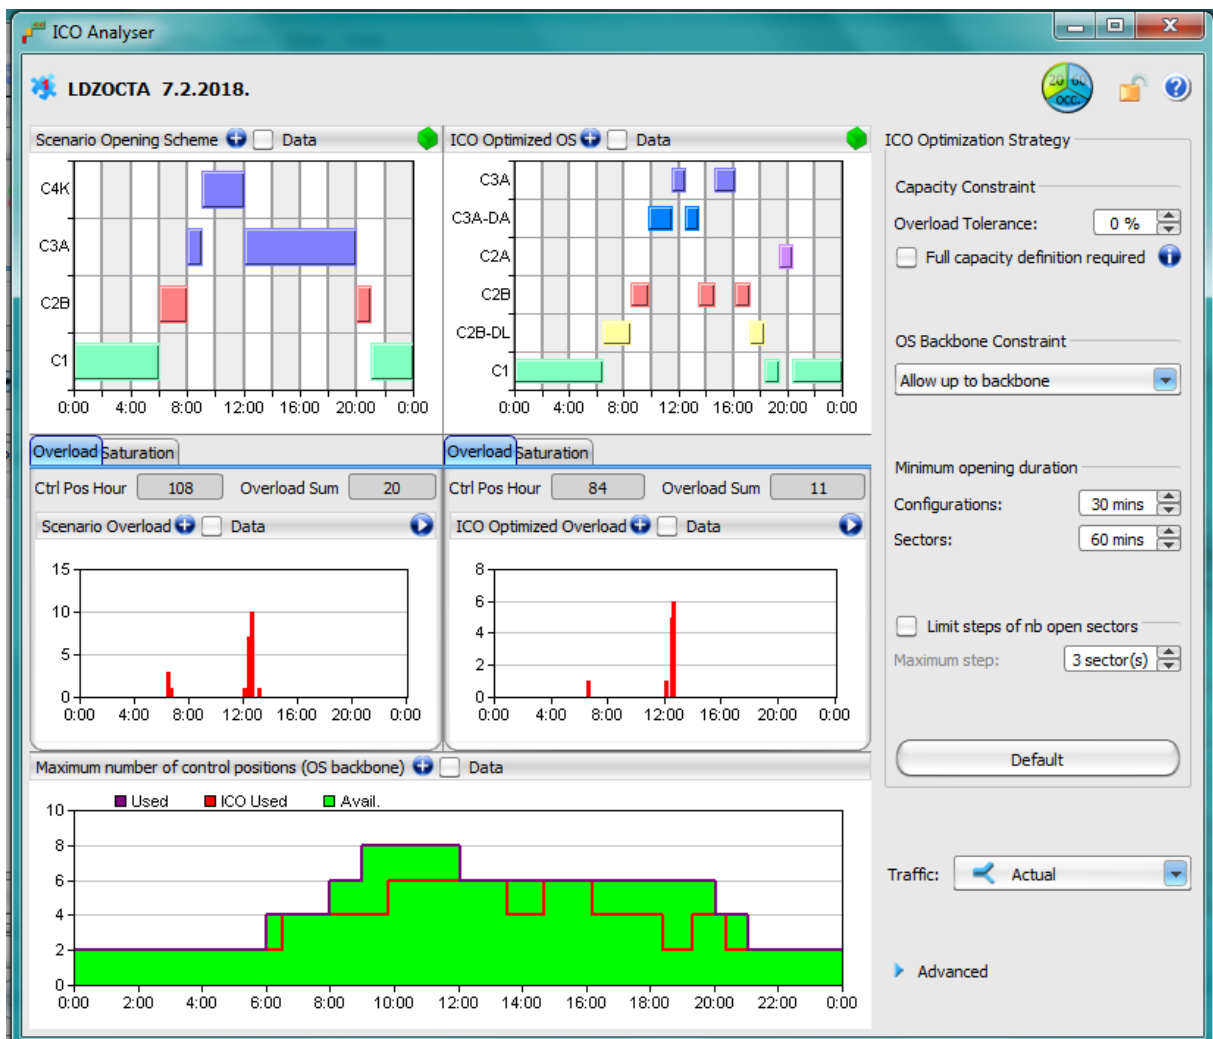 ICO Analyser
LDZOCTA 7.2.2018.
20 60
OCC.
Scenario Opening Scheme Data
C4K
C3A
C2B
C1
0:00 4:00 8:00 12:00 16:00 20:00 0:00
ICO Optimized OS Data
C3A
C3A-DA
C2A
C2B
C2B-DL
C1
0:00 4:00 8:00 12:00 16:00 20:00 0:00
Overload Saturation
Ctrl Pos Hour 108 Overload Sum 20
Scenario Overload Data
15
10
5
0
0:00 4:00 8:00 12:00 16:00 20:00 0:00
Overload Saturation
Ctrl Pos Hour 84 Overload Sum 11
ICO Optimized Overload Data
8
6
4
2
0
0:00 4:00 8:00 12:00 16:00 20:00 0:00
Maximum number of control positions (OS backbone) Data
Used ICO Used Avail.
10
8
6
4
2
0
0:00 2:00 4:00 6:00 8:00 10:00 12:00 14:00 16:00 18:00 20:00 22:00 0:00
ICO Optimization Strategy
Capacity Constraint
Overload Tolerance: 0 %
Full capacity definition required
OS Backbone Constraint
Allow up to backbone
Minimum opening duration
Configurations: 30 mins
Sectors: 60 mins
Limit steps of nb open sectors
Maximum step: 3 sector(s)
Default
Traffic: Actual
Advanced